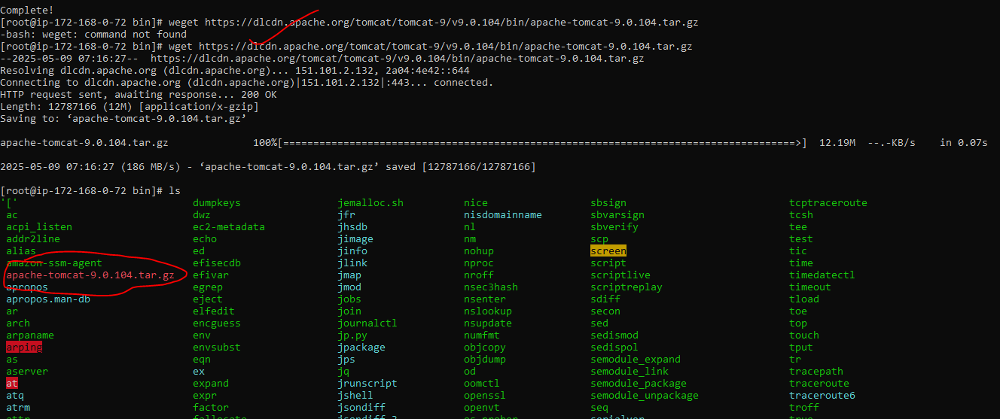 Complete!
[root@ip-172-168-0-72 bin]# weget https://dlcdn.apache.org/tomcat/tomcat-9/v9.0.104/bin/apache-tomcat-9.0.104.tar.gz
-bash: weget: command not found
[root@ip-172-168-0-72 bin]# wget https://dlcdn.apache.org/tomcat/tomcat-9/v9.0.104/bin/apache-tomcat-9.0.104.tar.gz
--2025-05-09 07:16:27--  https://dlcdn.apache.org/tomcat/tomcat-9/v9.0.104/bin/apache-tomcat-9.0.104.tar.gz
Resolving dlcdn.apache.org (dlcdn.apache.org)... 151.101.2.132, 2a04:4e42::644
Connecting to dlcdn.apache.org (dlcdn.apache.org)|151.101.2.132|:443... connected.
HTTP request sent, awaiting response... 200 OK
Length: 12787166 (12M) [application/x-gzip]
Saving to: ‘apache-tomcat-9.0.104.tar.gz’
apache-tomcat-9.0.104.tar.gz 100%[=====================================================================================>] 12.19M --.-KB/s in 0.07s
2025-05-09 07:16:27 (186 MB/s) - ‘apache-tomcat-9.0.104.tar.gz’ saved [12787166/12787166]
[root@ip-172-168-0-72 bin]# ls
'[' dumpkeys jemalloc.sh nice sbsign tcptraceroute
ac dwz jfr nisdomainname sbvarsign tcsh
acpi_listen ec2-metadata jhsdb nl sbverify tee
addr2line echo jimage nm scp test
alias ed jinfo nohup screen tic
amazon-ssm-agent efisecdb jlink nproc script time
apache-tomcat-9.0.104.tar.gz efivar jmap nroff scriptlive timedatectl
apropos egrep jmod nsec3hash scriptreplay timeout
apropos.man-db eject jobs nsenter sdiff tload
ar elfedit join nslookup secon toe
arch encguess journalctl nsupdate sed top
arpaname env jp.py numfmt sedismod touch
arping envsubst jpackage objcopy sedispol tput
as eqn jps objdump semodule_expand tr
aserver ex jq od semodule_link tracepath
at expand jrunscript oomctl semodule_package traceroute
atq expr jshell openssl semodule_unpackage traceroute6
atrm factor jsondiff openvt seq troff